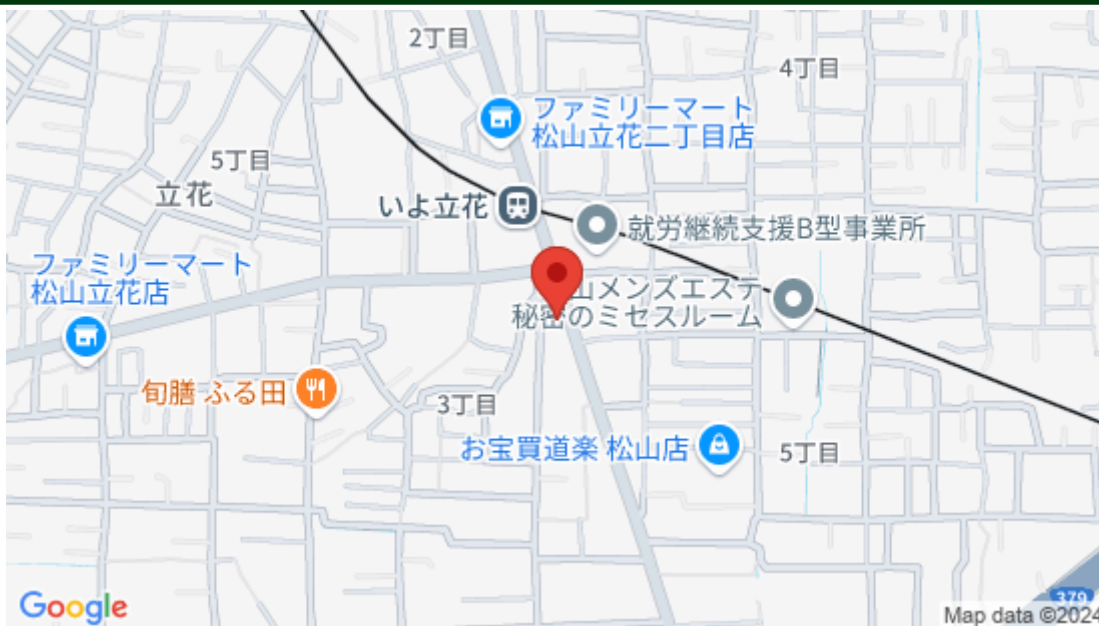 2丁目
4丁目
ファミリーマート
松山立花二丁目店
5丁目
立花
いよ立花
就労継続支援B型事業所
ファミリーマート
松山立花店
山メンズエステ
秘密のミセスルーム
旬膳 ふる田
3丁目
お宝買道楽 松山店
5丁目
379
Google
Map data ©2024